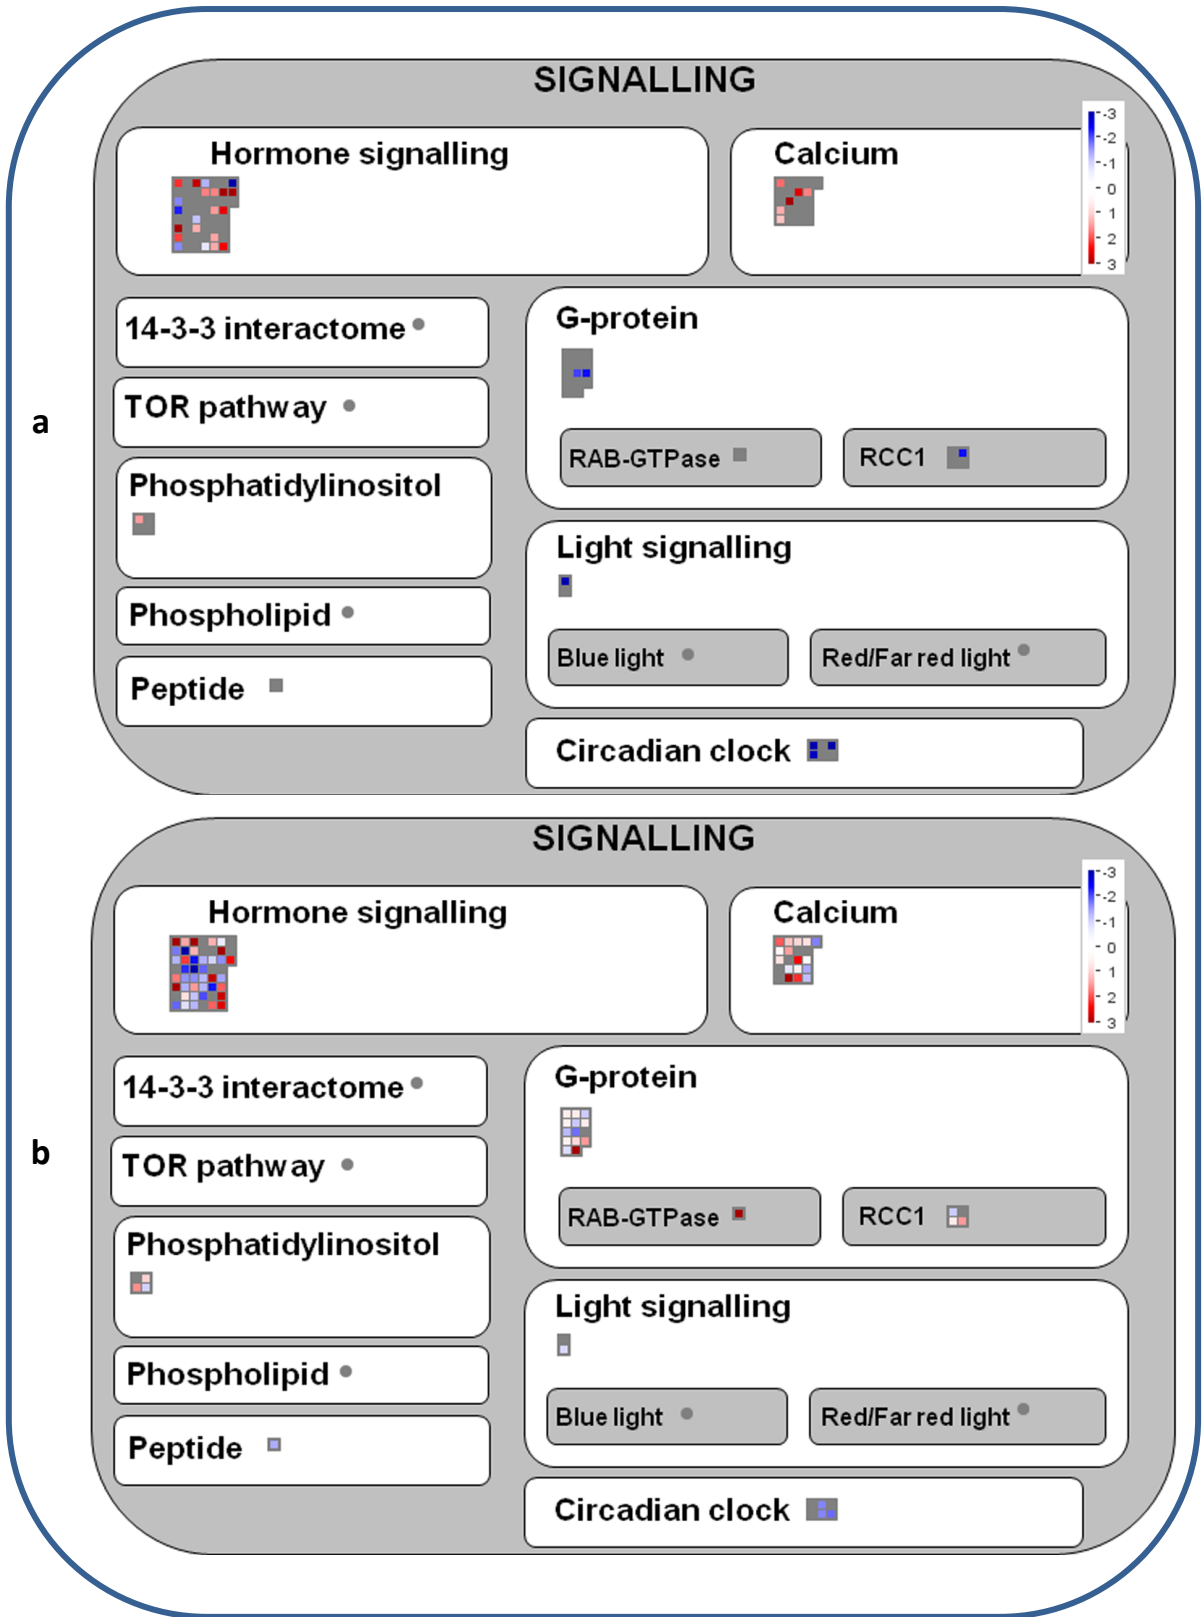 SIGNALLING
Hormone signalling
Calcium
-3
-2
-1
0
1
2
3
14-3-3 interactome
G-protein
TOR pathway
a
RAB-GTPase
RCC1
Phosphatidylinositol
Light signalling
Phospholipid
Blue light
Red/Far red light
Peptide
Circadian clock
SIGNALLING
Hormone signalling
Calcium
-3
-2
-1
0
1
2
3
14-3-3 interactome
G-protein
TOR pathway
b
RAB-GTPase
RCC1
Phosphatidylinositol
Light signalling
Phospholipid
Blue light
Red/Far red light
Peptide
Circadian clock